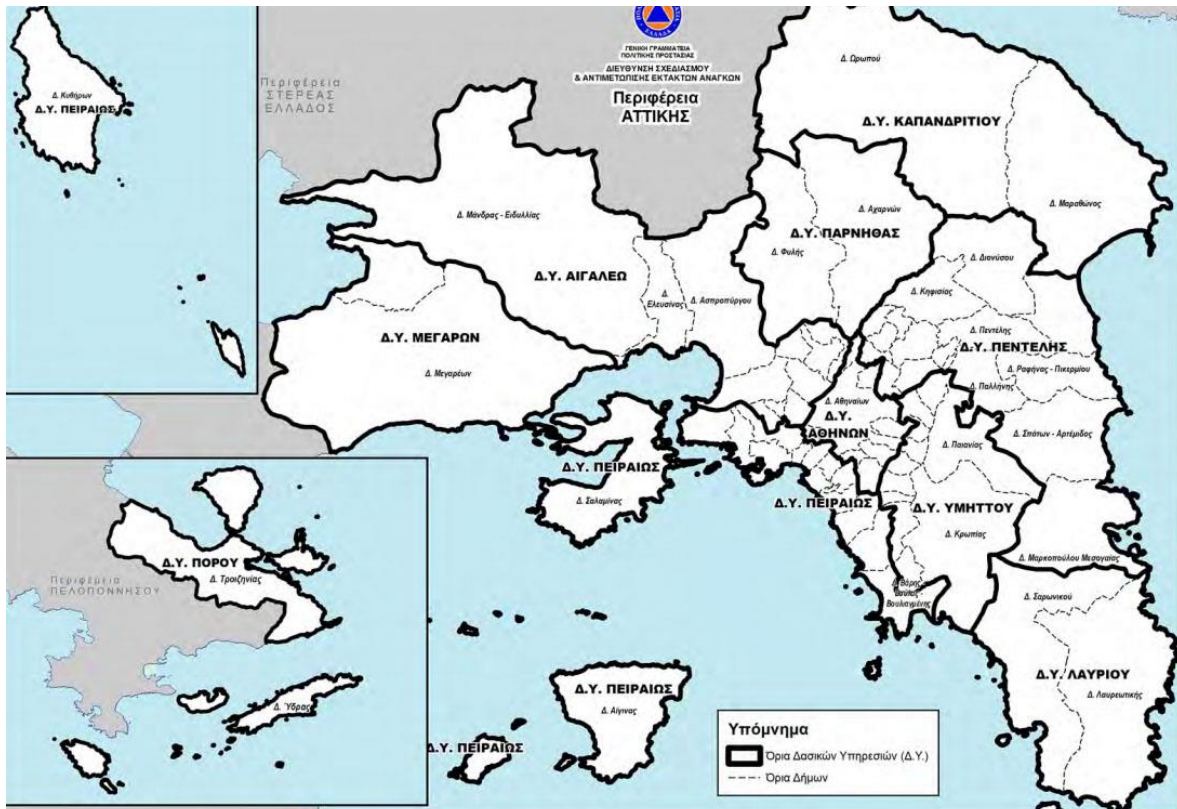 ΓΕΝΙΚΗ ΓΡΑΜΜΑΤΕΙΑ
ΠΟΛΙΤΙΚΗΣ ΠΡΟΣΤΑΣΙΑΣ
ΔΙΕΥΘΥΝΣΗ ΣΧΕΔΙΑΣΜΟΥ
& ΑΝΤΙΜΕΤΩΠΙΣΗΣ ΕΚΤΑΚΤΩΝ ΑΝΑΓΚΩΝ
Περιφέρεια
ΑΤΤΙΚΗΣ
Περιφέρεια
ΣΤΕΡΕΑΣ
ΕΛΛΑΔΟΣ
Δ. Κυθήρων
Δ.Υ. ΠΕΙΡΑΙΩΣ
Δ. Ωρωπού
Δ.Υ. ΚΑΠΑΝΔΡΙΤΙΟΥ
Δ. Μαραθώνος
Δ. Μάνδρας - Ειδυλλίας
Δ. Αχαρνών
Δ.Υ. ΠΑΡΝΗΘΑΣ
Δ. Φυλής
Δ. Διονύσου
Δ.Υ. ΑΙΓΑΛΕΩ
Δ.
Ελευσίνος
Δ. Ασπροπύργου
Δ. Κηφισίας
Δ. Πεντέλης
Δ.Υ. ΠΕΝΤΕΛΗΣ
Δ.Υ. ΜΕΓΑΡΩΝ
Δ. Μεγαρέων
Δ. Ραφήνας - Πικερμίου
Δ. Παλλήνης
Δ. Αθηναίων
Δ.Υ.
ΑΘΗΝΩΝ
Δ. Σπάτων - Αρτέμιδος
Δ. Παιανίας
Δ.Υ. ΠΕΙΡΑΙΩΣ
Δ. Σαλαμίνας
Δ.Υ. ΠΕΙΡΑΙΩΣ
Δ.Υ. ΥΜΗΤΤΟΥ
Δ. Κρωπίας
Δ. Μαρκοπούλου Μεσογαίας
Δ. Βάρης -
Βούλας -
Βουλιαγμένης
Δ. Σαρωνικού
Δ.Υ. ΛΑΥΡΙΟΥ
Δ. Λαυρεωτικής
Δ.Υ. ΠΟΡΟΥ
Δ. Τροιζηνίας
Περιφέρεια
ΠΕΛΟΠΟΝΝΗΣΟΥ
Δ. Ύδρας
Δ.Υ. ΠΕΙΡΑΙΩΣ
Δ. Αίγινας
Δ.Υ. ΠΕΙΡΑΙΩΣ
Υπόμνημα
Όρια Δασικών Υπηρεσιών (Δ.Υ.)
Όρια Δήμων